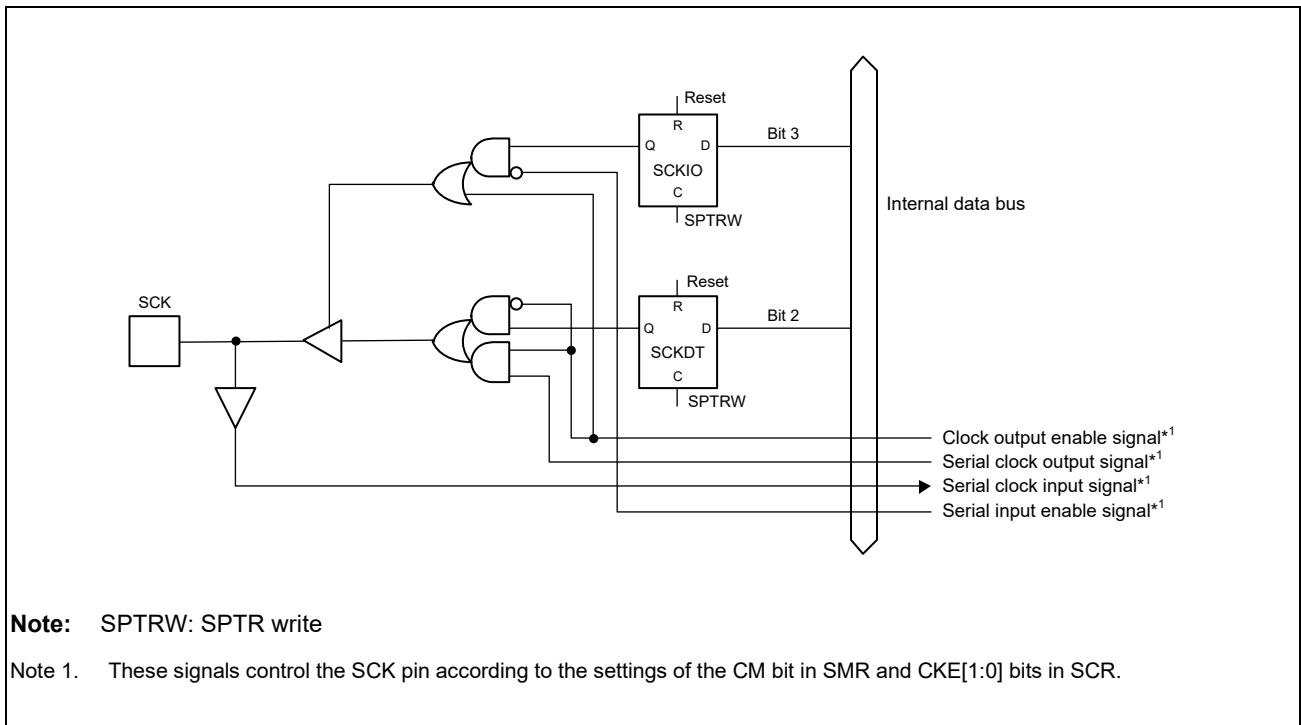 Reset
R
Bit 3
Q D
SCKIO
C
SPTRW
Internal data bus
SCK
Reset
R
Bit 2
Q D
SCKDT
C
SPTRW
Clock output enable signal*1
Serial clock output signal*1
Serial clock input signal*1
Serial input enable signal*1
Note: SPTRW: SPTR write
Note 1. These signals control the SCK pin according to the settings of the CM bit in SMR and CKE[1:0] bits in SCR.